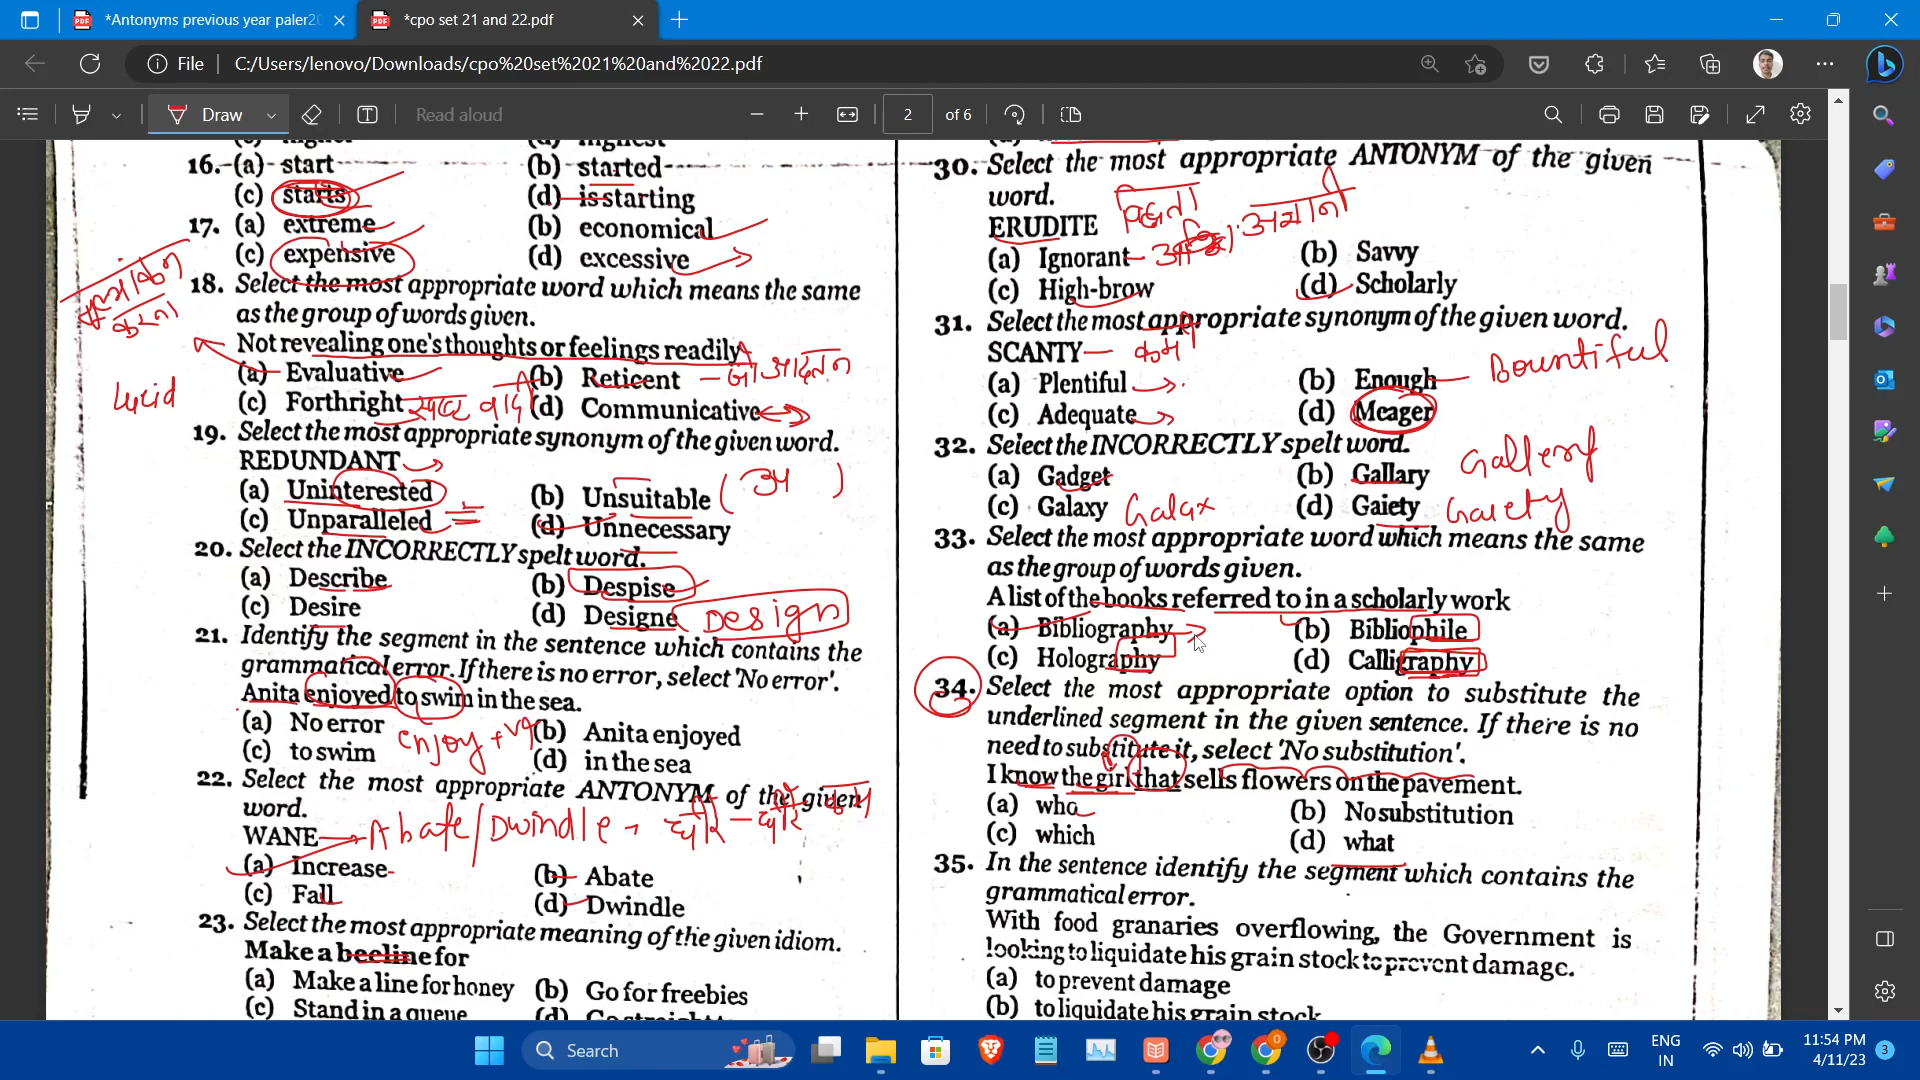 *Antonyms previous year paler20
*cpo set 21 and 22.pdf
File
C:/Users/lenovo/Downloads/cpo%20set%2021%20and%2022.pdf
Draw
Read aloud
2
of 6
16. (a) start (b) started
(c) starts (d) is starting
17. (a) extreme (b) economical
(c) expensive (d) excessive
18. Select the most appropriate word which means the same
as the group of words given.
Not revealing one's thoughts or feelings readily
(a) Evaluative (b) Reticent
Lucid
(c) Forthright (d) Communicative
19. Select the most appropriate synonym of the given word.
REDUNDANT
(a) Uninterested (b) Unsuitable
(c) Unparalleled (d) Unnecessary
20. Select the INCORRECTLY spelt word.
(a) Describe (b) Despise
(c) Desire (d) Designe Design
21. Identify the segment in the sentence which contains the
grammatical error. If there is no error, select 'No error'.
Anita enjoyed to swim in the sea.
(a) No error (b) Anita enjoyed
enjoy + v4
(c) to swim (d) in the sea
22. Select the most appropriate ANTONYM of the given
word.
WANE Abate/Dwindle
(a) Increase (b) Abate
(c) Fall (d) Dwindle
23. Select the most appropriate meaning of the given idiom.
Make a beeline for
(a) Make a line for honey (b) Go for freebies
(c) Stand in a queue
30. Select the most appropriate ANTONYM of the given
word.
ERUDITE
(a) Ignorant (b) Savvy
(c) High-brow (d) Scholarly
31. Select the most appropriate synonym of the given word.
SCANTY
(a) Plentiful (b) Enough Bountiful
(c) Adequate (d) Meager
32. Select the INCORRECTLY spelt word.
(a) Gadget (b) Gallary Gallery
(c) Galaxy Galax (d) Gaiety Gaiety
33. Select the most appropriate word which means the same
as the group of words given.
A list of the books referred to in a scholarly work
(a) Bibliography (b) Bibliophile
(c) Holography (d) Calligraphy
34. Select the most appropriate option to substitute the
underlined segment in the given sentence. If there is no
need to substitute it, select 'No substitution'.
I know the girl that sells flowers on the pavement.
(a) who (b) No substitution
(c) which (d) what
35. In the sentence identify the segment which contains the
grammatical error.
With food granaries overflowing, the Government is
looking to liquidate his grain stock to prevent damage.
(a) to prevent damage
(b) to liquidate his grain stock
Search
ENG
IN
11:54 PM
4/11/23
3